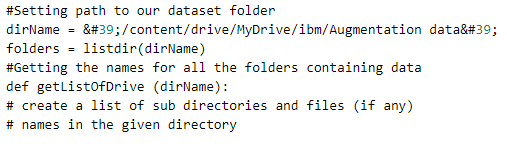 #Setting path to our dataset folder
dirName = &#39;/content/drive/MyDrive/ibm/Augmentation data&#39;
folders = listdir(dirName)
#Getting the names for all the folders containing data
def getListOfDrive (dirName):
# create a list of sub directories and files (if any)
# names in the given directory